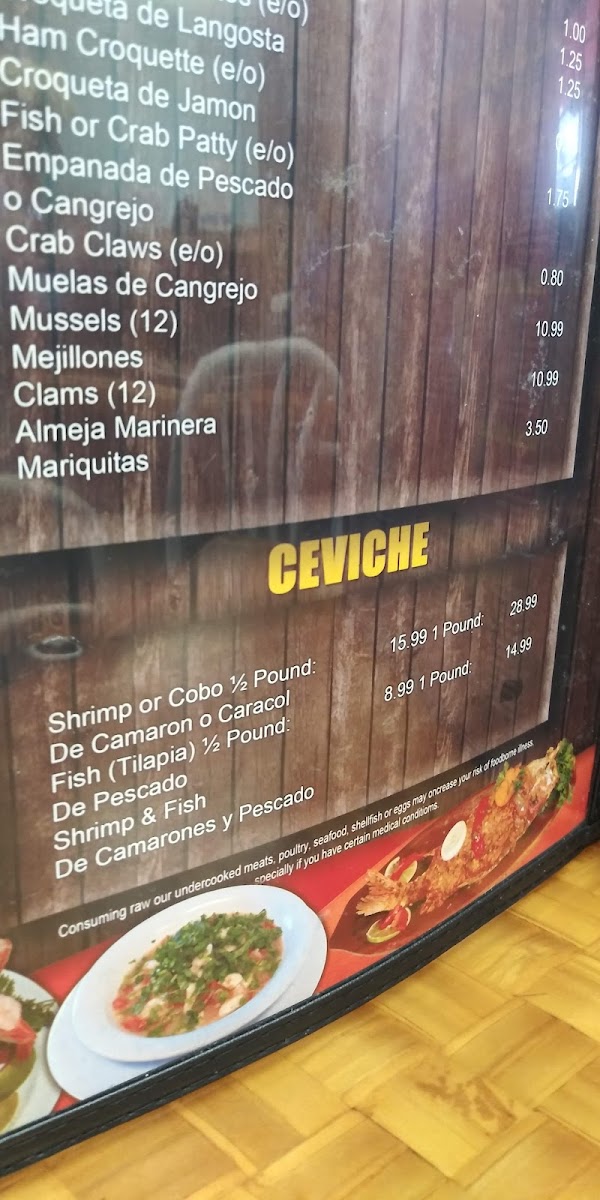 (e/o)
de Langosta 1.00
Ham Croquette (e/o) 1.25
Croqueta de Jamon 1.25
Fish or Crab Patty (e/o)
Empanada de Pescado 1.75
o Cangrejo
Crab Claws (e/o)
Muelas de Cangrejo 0.80
Mussels (12) 10.99
Mejillones
Clams (12) 10.99
Almeja Marinera
Mariquitas 3.50
CEVICHE
Shrimp or Cobo ½ Pound: 15.99 1 Pound: 28.99
De Camaron o Caracol
Fish (Tilapia) ½ Pound: 8.99 1 Pound: 14.99
De Pescado
Shrimp & Fish
De Camarones y Pescado
Consuming raw our undercooked meats, poultry, seafood, shellfish or eggs may oncrease your risk of foodborne illness,
specially if you have certain medical conditioms.